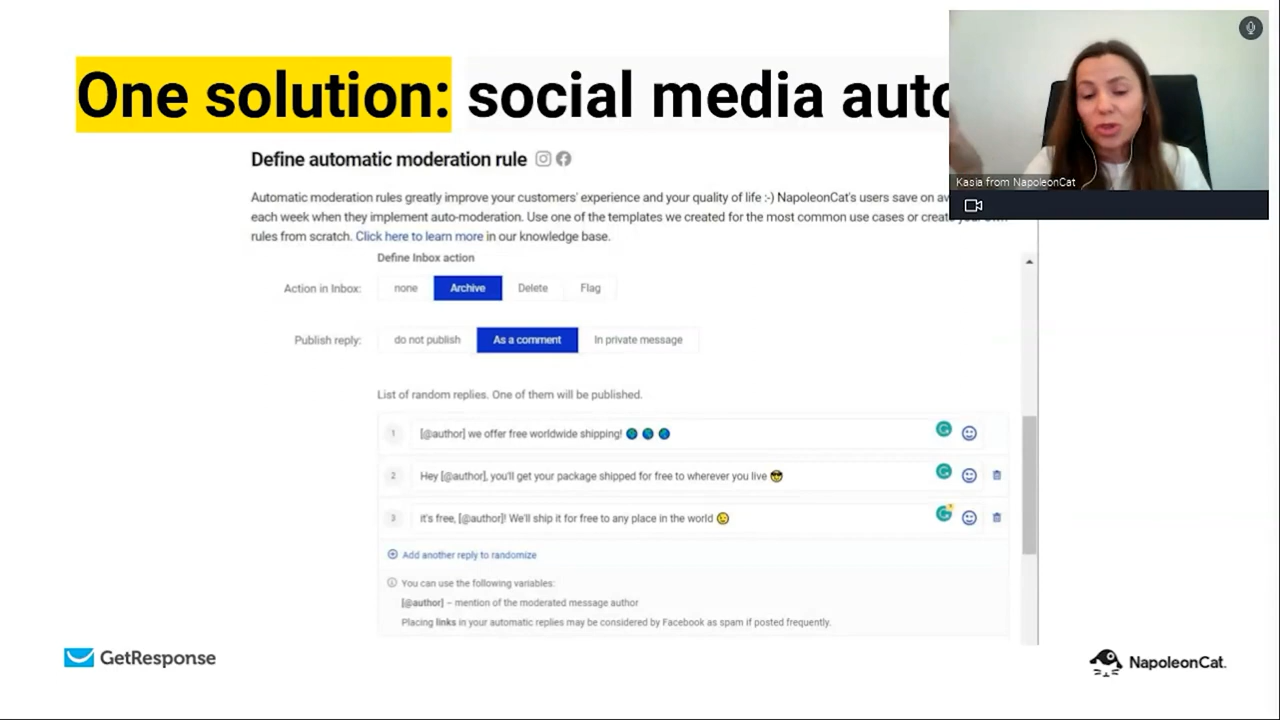 One solution: social media auto
Kasia from NapoleonCat
Define automatic moderation rule
Automatic moderation rules greatly improve your customers' experience and your quality of life :-) NapoleonCat's users save on av
each week when they implement auto-moderation. Use one of the templates we created for the most common use cases or create your own
rules from scratch. Click here to learn more in our knowledge base.
Define Inbox action
Action in Inbox: none Archive Delete Flag
Publish reply: do not publish As a comment In private message
List of random replies. One of them will be published.
1 [@author] we offer free worldwide shipping! 🌍 🌎 🌏
2 Hey [@author], you'll get your package shipped for free to wherever you live 😎
3 it's free, [@author]! We'll ship it for free to any place in the world 😉
Add another reply to randomize
You can use the following variables:
[@author] – mention of the moderated message author
Placing links in your automatic replies may be considered by Facebook as spam if posted frequently.
GetResponse
NapoleonCat.